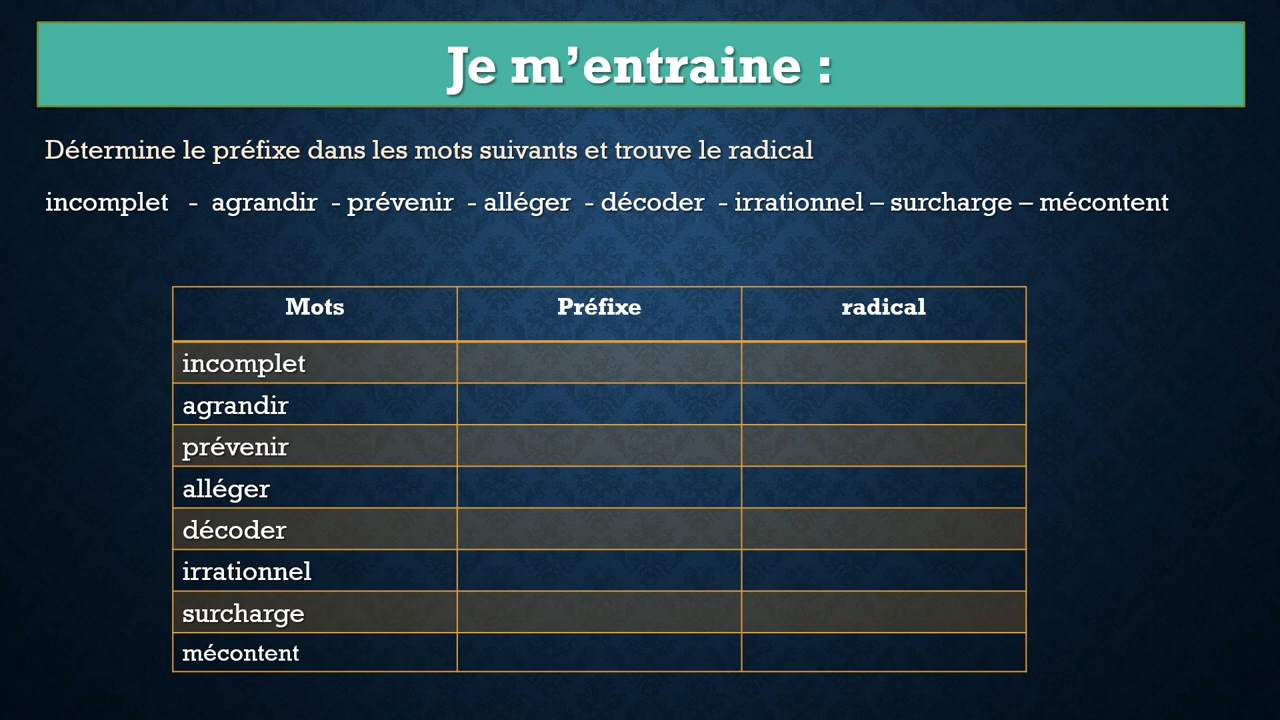 Je m’entraine :
Détermine le préfixe dans les mots suivants et trouve le radical
incomplet - agrandir - prévenir - alléger - décoder - irrationnel – surcharge – mécontent
Mots Préfixe radical
incomplet
agrandir
prévenir
alléger
décoder
irrationnel
surcharge
mécontent